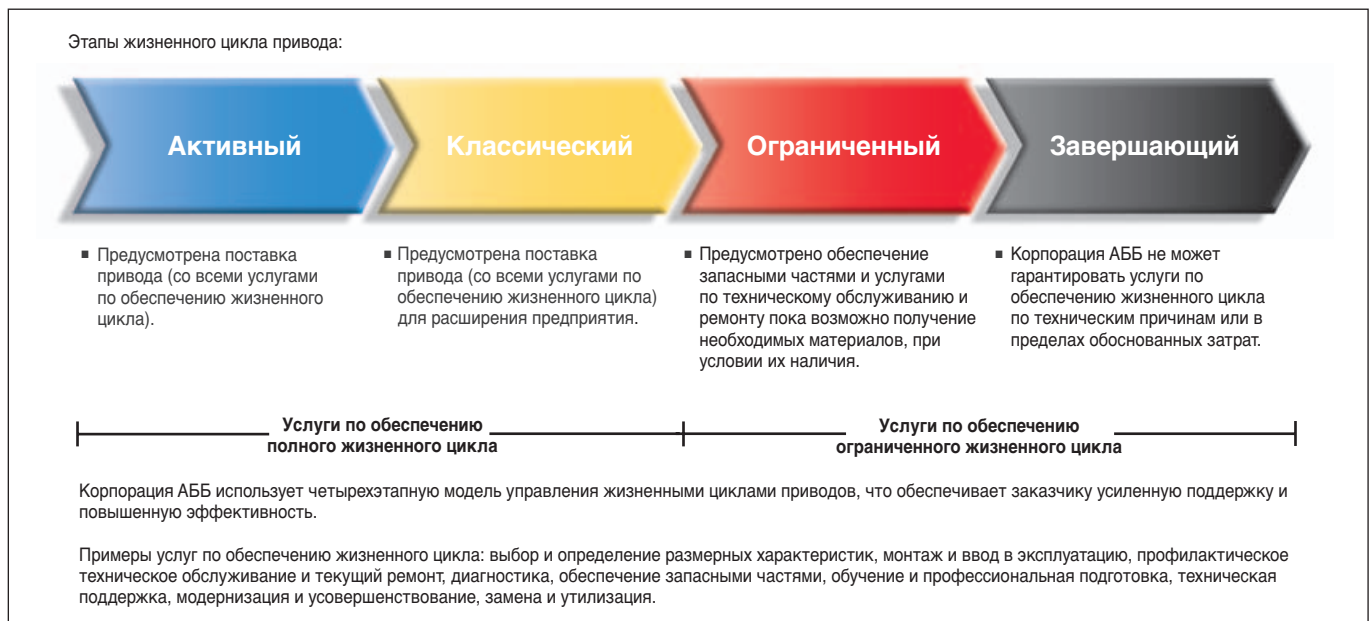 Этапы жизненного цикла привода:
Активный
Классический
Ограниченный
Завершающий
■ Предусмотрена поставка
привода (со всеми услугами
по обеспечению жизненного
цикла).
■ Предусмотрена поставка
привода (со всеми услугами по
обеспечению жизненного цикла)
для расширения предприятия.
■ Предусмотрено обеспечение
запасными частями и услугами
по техническому обслуживанию и
ремонту пока возможно получение
необходимых материалов, при
условии их наличия.
■ Корпорация АББ не может
гарантировать услуги по
обеспечению жизненного цикла
по техническим причинам или в
пределах обоснованных затрат.
Услуги по обеспечению
полного жизненного цикла
Услуги по обеспечению
ограниченного жизненного цикла
Корпорация АББ использует четырехэтапную модель управления жизненными циклами приводов, что обеспечивает заказчику усиленную поддержку и
повышенную эффективность.
Примеры услуг по обеспечению жизненного цикла: выбор и определение размерных характеристик, монтаж и ввод в эксплуатацию, профилактическое
техническое обслуживание и текущий ремонт, диагностика, обеспечение запасными частями, обучение и профессиональная подготовка, техническая
поддержка, модернизация и усовершенствование, замена и утилизация.